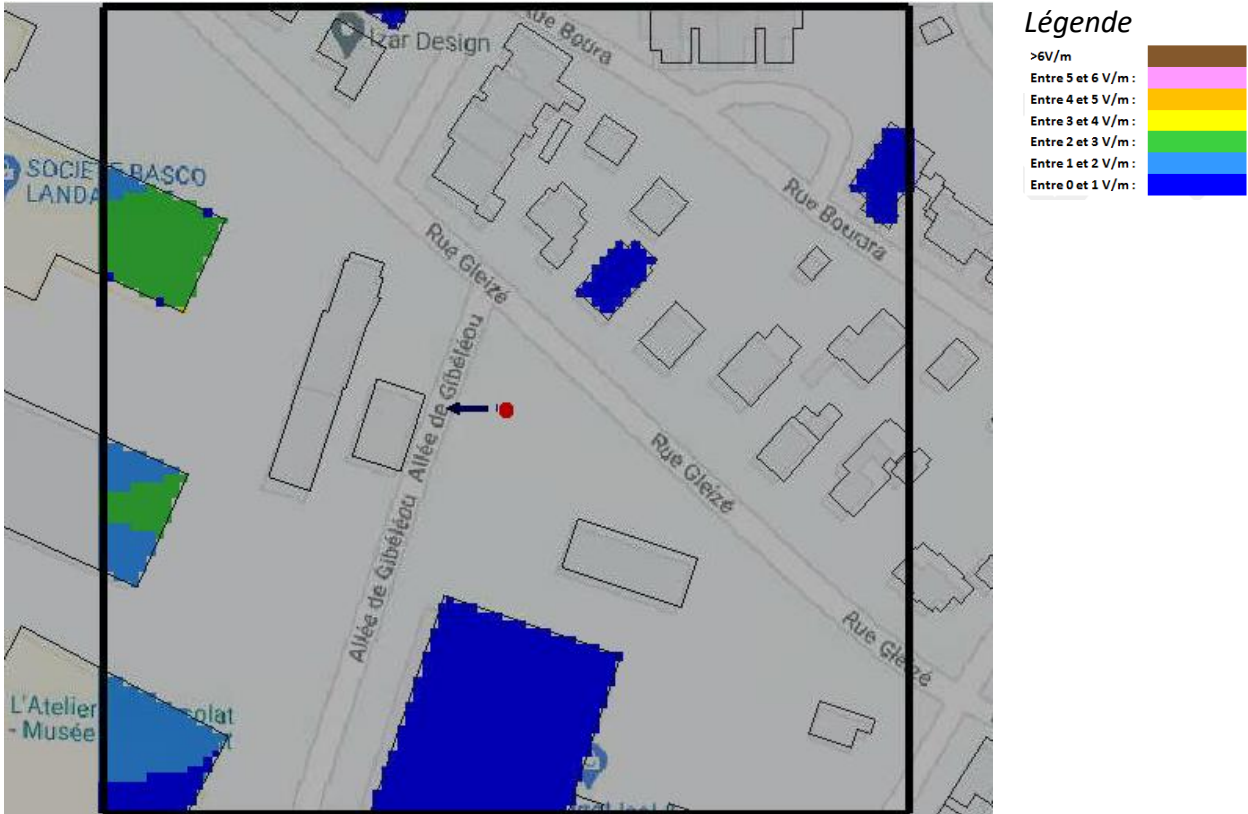 Légende
>6V/m
Entre 5 et 6 V/m :
Entre 4 et 5 V/m :
Entre 3 et 4 V/m :
Entre 2 et 3 V/m :
Entre 1 et 2 V/m :
Entre 0 et 1 V/m :
Izar Design
Rue Boura
SOCIETE BASCO
LANDA
Rue Bourara
Rue Gleizé
Allée de Gibéléou
Rue Gleizé
Allée de Gibéléou
Rue Gleizé
L'Atelier
- Musée